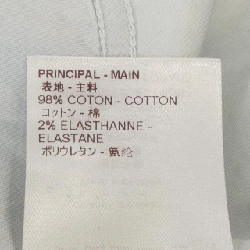 PRINCIPAL - MAIN
表地 - 主料
98% COTON - COTTON
コットン - 棉
2% ELASTHANNE -
ELASTANE
ポリウレタン - 氨纶